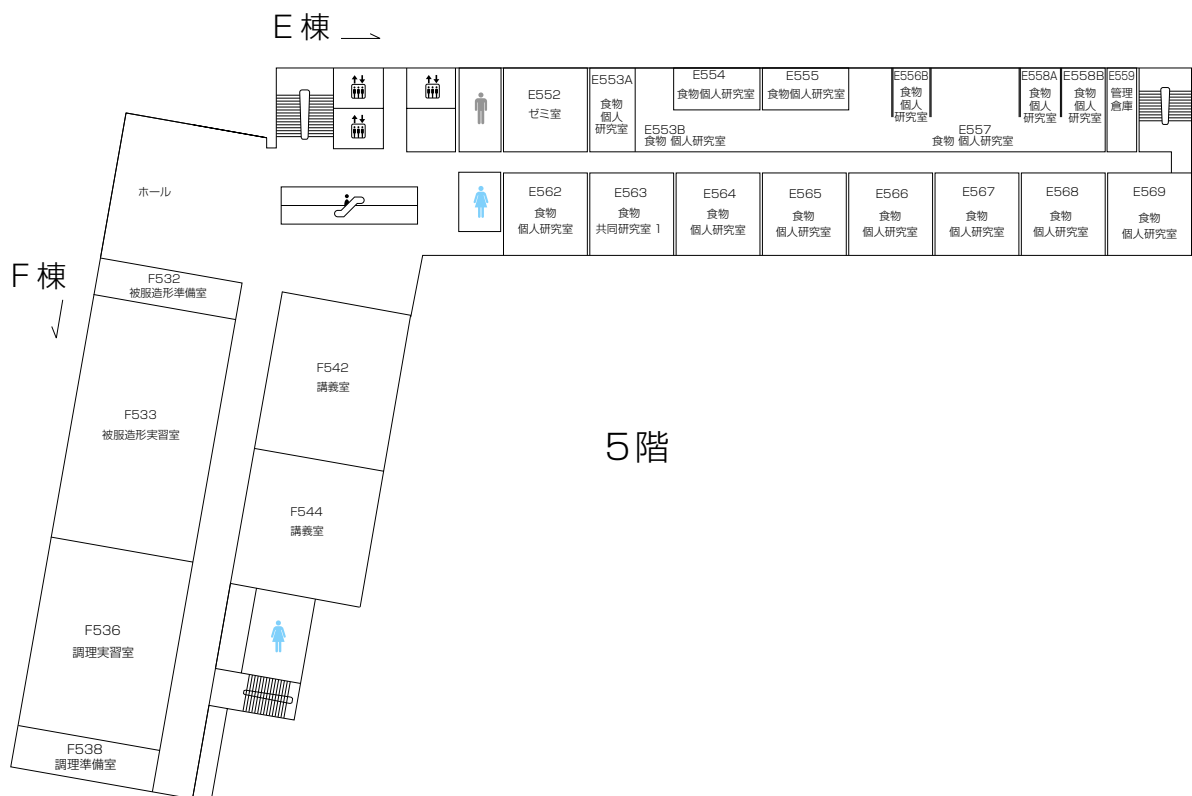 E棟
E552
ゼミ室
E553A
食物
個人
研究室
E553B
食物 個人研究室
E554
食物個人研究室
E555
食物個人研究室
E556B
食物
個人
研究室
E557
食物 個人研究室
E558A
食物
個人
研究室
E558B
食物
個人
研究室
E559
管理
倉庫
ホール
E562
食物
個人研究室
E563
食物
共同研究室 1
E564
食物
個人研究室
E565
食物
個人研究室
E566
食物
個人研究室
E567
食物
個人研究室
E568
食物
個人研究室
E569
食物
個人研究室
F棟
F532
被服造形準備室
F533
被服造形実習室
F542
講義室
5階
F544
講義室
F536
調理実習室
F538
調理準備室